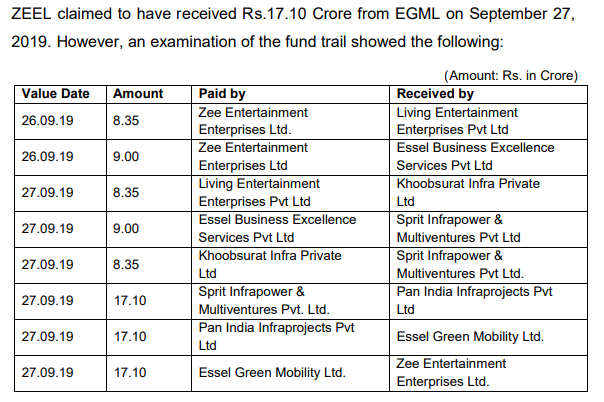 ZEEL claimed to have received Rs.17.10 Crore from EGML on September 27,
2019. However, an examination of the fund trail showed the following:
(Amount: Rs. in Crore)
Value Date Amount Paid by Received by
26.09.19 8.35 Zee Entertainment Enterprises Ltd. Living Entertainment Enterprises Pvt Ltd
26.09.19 9.00 Zee Entertainment Enterprises Ltd Essel Business Excellence Services Pvt Ltd
27.09.19 8.35 Living Entertainment Enterprises Pvt Ltd Khoobsurat Infra Private Ltd
27.09.19 9.00 Essel Business Excellence Services Pvt Ltd Sprit Infrapower & Multiventures Pvt Ltd
27.09.19 8.35 Khoobsurat Infra Private Ltd Sprit Infrapower & Multiventures Pvt Ltd.
27.09.19 17.10 Sprit Infrapower & Multiventures Pvt. Ltd. Pan India Infraprojects Pvt Ltd
27.09.19 17.10 Pan India Infraprojects Pvt Ltd Essel Green Mobility Ltd.
27.09.19 17.10 Essel Green Mobility Ltd. Zee Entertainment Enterprises Ltd.